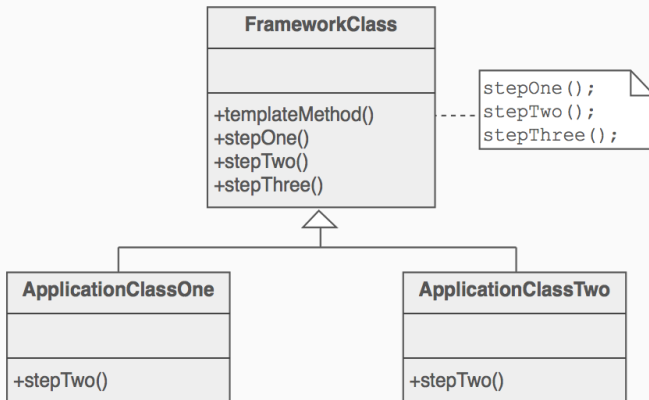 FrameworkClass
+templateMethod()
+stepOne()
+stepTwo()
+stepThree()
stepOne();
stepTwo();
stepThree();
ApplicationClassOne
+stepTwo()
ApplicationClassTwo
+stepTwo()